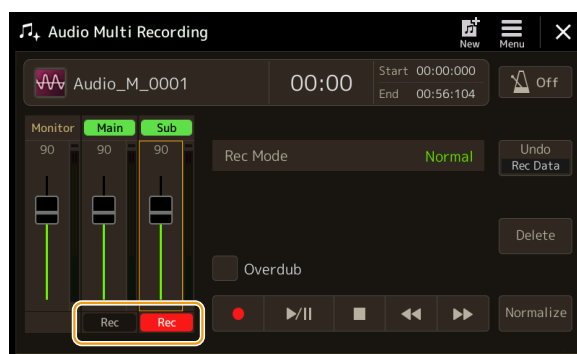 Audio Multi Recording
New
Menu
Audio_M_0001
00:00
Start 00:00:000
End 00:56:104
Off
Monitor Main Sub
90 90 90
Rec Mode Normal
Undo
Rec Data
Delete
Overdub
Rec Rec
Normalize